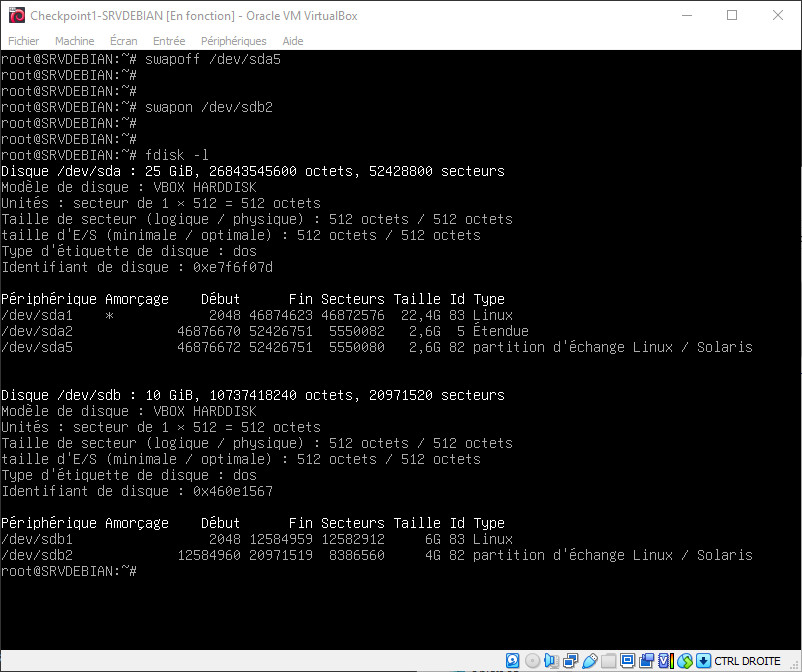 Checkpoint1-SRVDEBIAN [En fonction] - Oracle VM VirtualBox
Fichier Machine Écran Entrée Périphériques Aide
root@SRVDEBIAN:~# swapoff /dev/sda5
root@SRVDEBIAN:~#
root@SRVDEBIAN:~#
root@SRVDEBIAN:~# swapon /dev/sdb2
root@SRVDEBIAN:~#
root@SRVDEBIAN:~#
root@SRVDEBIAN:~# fdisk -l
Disque /dev/sda : 25 GiB, 26843545600 octets, 52428800 secteurs
Modèle de disque : VBOX HARDDISK
Unités : secteur de 1 × 512 = 512 octets
Taille de secteur (logique / physique) : 512 octets / 512 octets
taille d'E/S (minimale / optimale) : 512 octets / 512 octets
Type d'étiquette de disque : dos
Identifiant de disque : 0xe7f6f07d
Périphérique Amorçage Début Fin Secteurs Taille Id Type
/dev/sda1 * 2048 46874623 46872576 22,4G 83 Linux
/dev/sda2 46876670 52426751 5550082 2,6G 5 Étendue
/dev/sda5 46876672 52426751 5550080 2,6G 82 partition d'échange Linux / Solaris
Disque /dev/sdb : 10 GiB, 10737418240 octets, 20971520 secteurs
Modèle de disque : VBOX HARDDISK
Unités : secteur de 1 × 512 = 512 octets
Taille de secteur (logique / physique) : 512 octets / 512 octets
taille d'E/S (minimale / optimale) : 512 octets / 512 octets
Type d'étiquette de disque : dos
Identifiant de disque : 0x460e1567
Périphérique Amorçage Début Fin Secteurs Taille Id Type
/dev/sdb1 2048 12584959 12582912 6G 83 Linux
/dev/sdb2 12584960 20971519 8386560 4G 82 partition d'échange Linux / Solaris
root@SRVDEBIAN:~#
CTRL DROITE